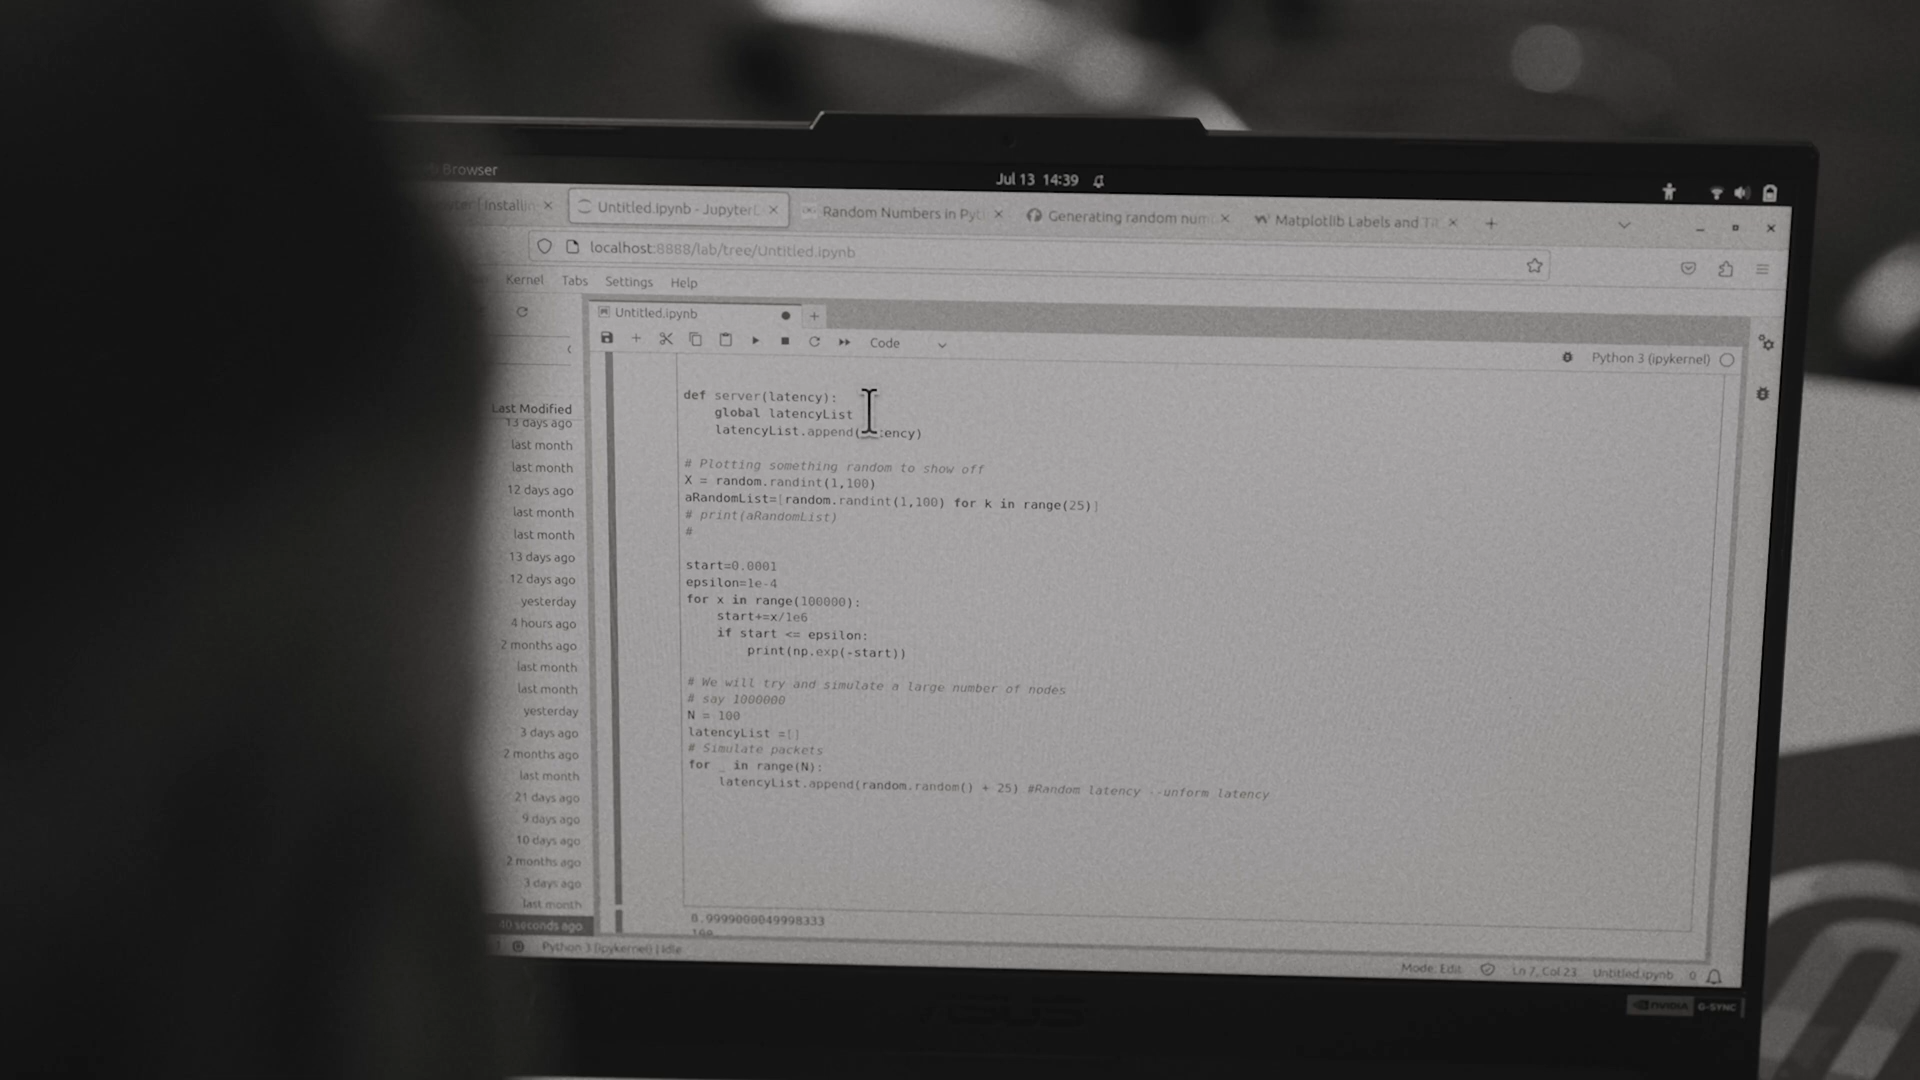 Browser
Jul 13 14:39
Untitled.ipynb - Jupyter
Random Numbers in Pyt
Generating random num
Matplotlib Labels and Tit
localhost:8888/lab/tree/Untitled.ipynb
Kernel Tabs Settings Help
Untitled.ipynb
Code
Python 3 (ipykernel)
Last Modified
13 days ago
last month
last month
12 days ago
last month
last month
13 days ago
12 days ago
yesterday
4 hours ago
2 months ago
last month
last month
yesterday
3 days ago
2 months ago
last month
21 days ago
9 days ago
10 days ago
2 months ago
3 days ago
last month
40 seconds ago
def server(latency):
global latencyList
latencyList.append( ency)
# Plotting something random to show off
X = random.randint(1,100)
aRandomList=[random.randint(1,100) for k in range(25)]
# print(aRandomList)
#
start=0.0001
epsilon=1e-4
for x in range(100000):
start+=x/1e6
if start <= epsilon:
print(np.exp(-start))
# We will try and simulate a large number of nodes
# say 1000000
N = 100
latencyList =[]
# Simulate packets
for _ in range(N):
latencyList.append(random.random() + 25) #Random latency --unform latency
0.9999000049998333
Python 3 (ipykernel) | Idle
Mode: Edit
Ln 7, Col 23
Untitled.ipynb
0
ASUS
NVIDIA G-SYNC